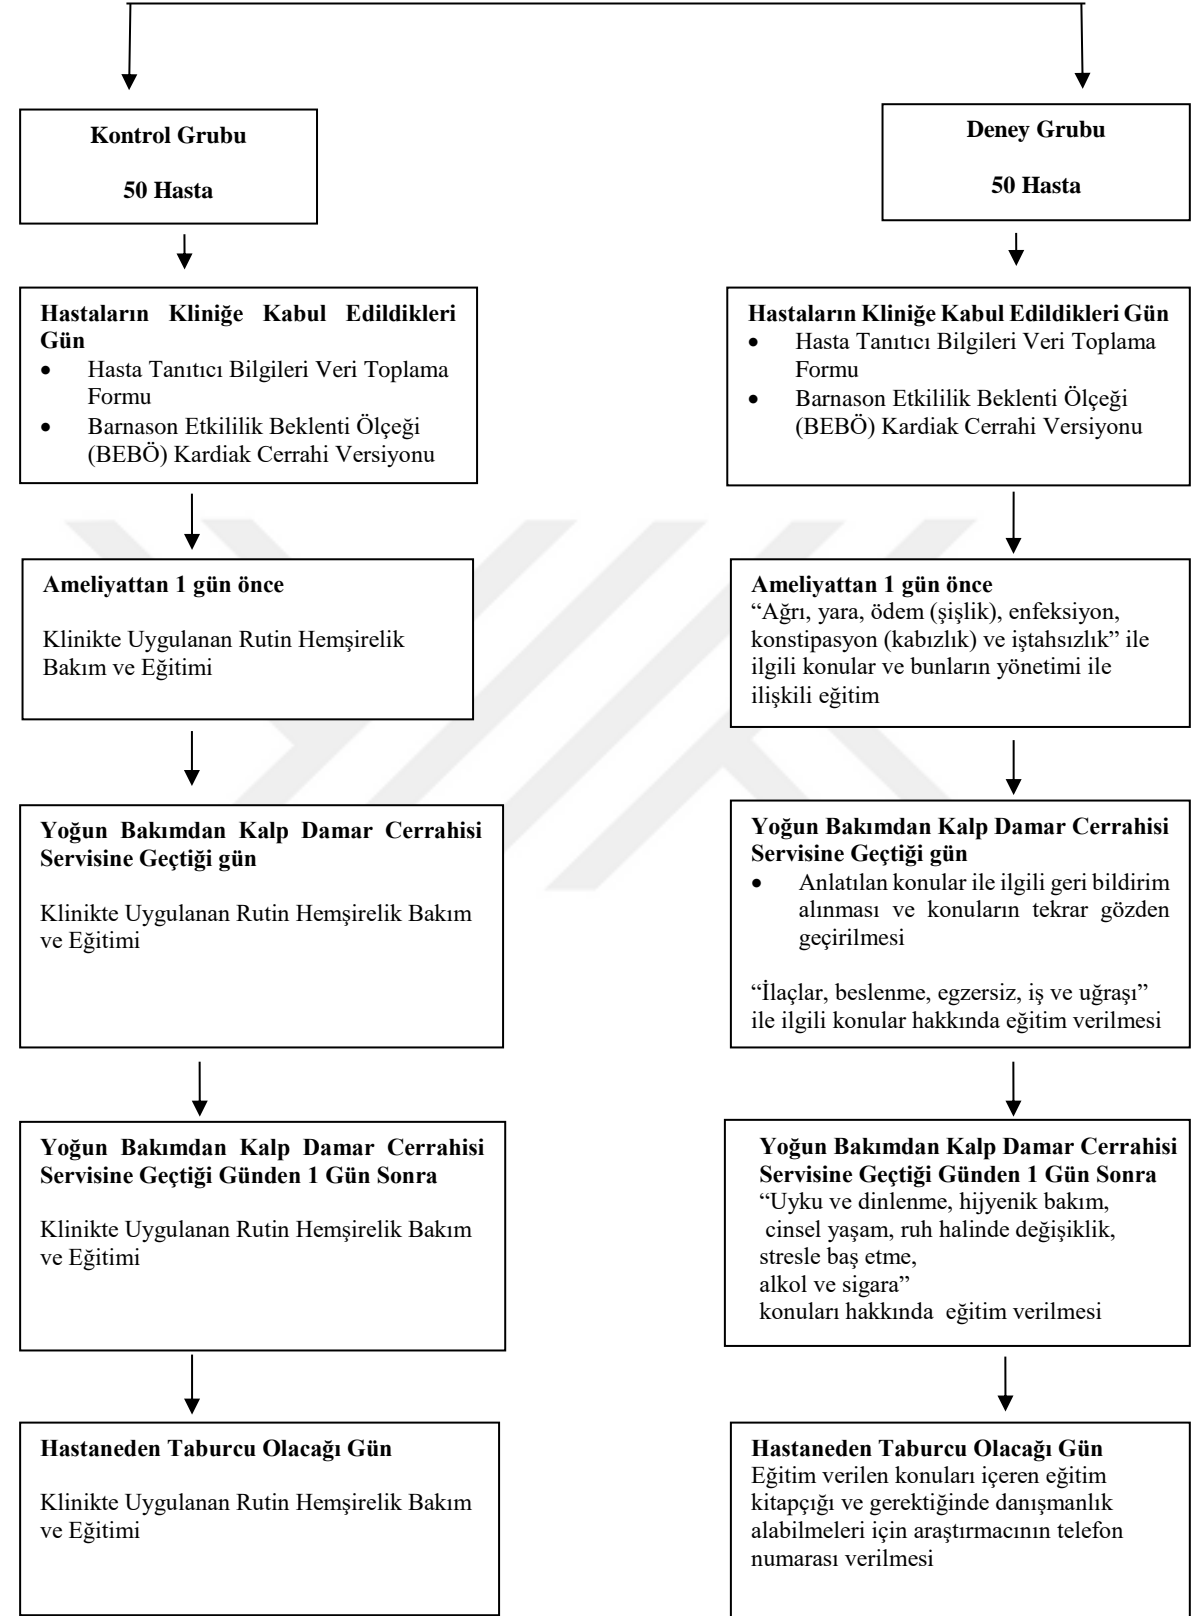 Kontrol Grubu
50 Hasta
Deney Grubu
50 Hasta
Hastaların Kliniğe Kabul Edildikleri
Gün
• Hasta Tanıtıcı Bilgileri Veri Toplama
Formu
• Barnason Etkililik Beklenti Ölçeği
(BEBÖ) Kardiak Cerrahi Versiyonu
Hastaların Kliniğe Kabul Edildikleri Gün
• Hasta Tanıtıcı Bilgileri Veri Toplama
Formu
• Barnason Etkililik Beklenti Ölçeği
(BEBÖ) Kardiak Cerrahi Versiyonu
Ameliyattan 1 gün önce
Klinikte Uygulanan Rutin Hemşirelik
Bakım ve Eğitimi
Ameliyattan 1 gün önce
“Ağrı, yara, ödem (şişlik), enfeksiyon,
konstipasyon (kabızlık) ve iştahsızlık” ile
ilgili konular ve bunların yönetimi ile
ilişkili eğitim
Yoğun Bakımdan Kalp Damar Cerrahisi
Servisine Geçtiği gün
Klinikte Uygulanan Rutin Hemşirelik Bakım
ve Eğitimi
Yoğun Bakımdan Kalp Damar Cerrahisi
Servisine Geçtiği gün
• Anlatılan konular ile ilgili geri bildirim
alınması ve konuların tekrar gözden
geçirilmesi
“İlaçlar, beslenme, egzersiz, iş ve uğraşı”
ile ilgili konular hakkında eğitim verilmesi
Yoğun Bakımdan Kalp Damar Cerrahisi
Servisine Geçtiği Günden 1 Gün Sonra
Klinikte Uygulanan Rutin Hemşirelik Bakım
ve Eğitimi
Yoğun Bakımdan Kalp Damar Cerrahisi
Servisine Geçtiği Günden 1 Gün Sonra
“Uyku ve dinlenme, hijyenik bakım,
cinsel yaşam, ruh halinde değişiklik,
stresle baş etme,
alkol ve sigara”
konuları hakkında eğitim verilmesi
Hastaneden Taburcu Olacağı Gün
Klinikte Uygulanan Rutin Hemşirelik Bakım
ve Eğitimi
Hastaneden Taburcu Olacağı Gün
Eğitim verilen konuları içeren eğitim
kitapçığı ve gerektiğinde danışmanlık
alabilmeleri için araştırmacının telefon
numarası verilmesi